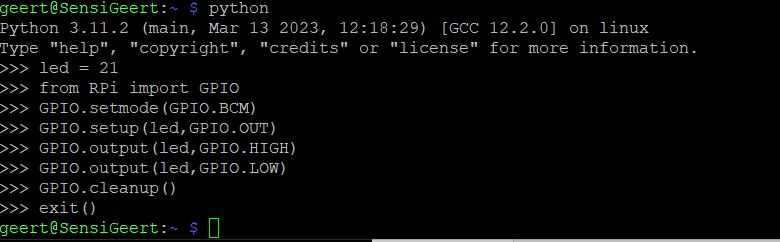 geert@SensiGeert:~ $ python
Python 3.11.2 (main, Mar 13 2023, 12:18:29) [GCC 12.2.0] on linux
Type "help", "copyright", "credits" or "license" for more information.
>>> led = 21
>>> from RPi import GPIO
>>> GPIO.setmode(GPIO.BCM)
>>> GPIO.setup(led,GPIO.OUT)
>>> GPIO.output(led,GPIO.HIGH)
>>> GPIO.output(led,GPIO.LOW)
>>> GPIO.cleanup()
>>> exit()
geert@SensiGeert:~ $